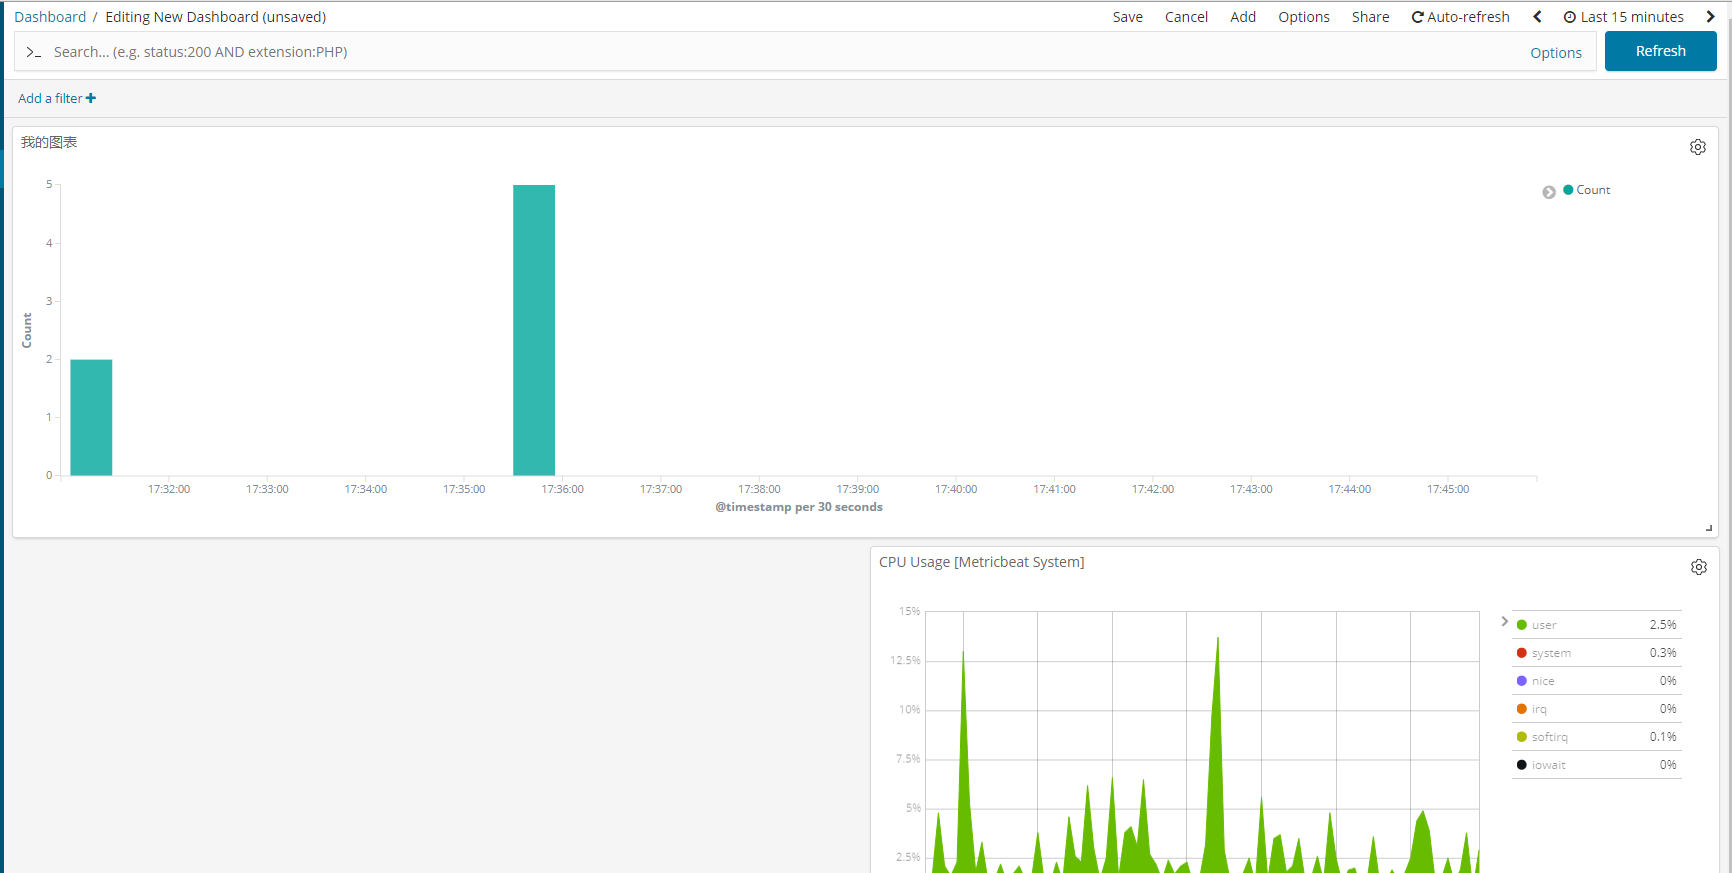 Dashboard / Editing New Dashboard (unsaved)
Save Cancel Add Options Share Auto-refresh Last 15 minutes
>_ Search... (e.g. status:200 AND extension:PHP) Options Refresh
Add a filter +
我的图表
5
4
3
2
1
0
Count
Count
17:32:00 17:33:00 17:34:00 17:35:00 17:36:00 17:37:00 17:38:00 17:39:00 17:40:00 17:41:00 17:42:00 17:43:00 17:44:00 17:45:00
@timestamp per 30 seconds
CPU Usage [Metricbeat System]
15%
12.5%
10%
7.5%
5%
2.5%
user 2.5%
system 0.3%
nice 0%
irq 0%
softirq 0.1%
iowait 0%